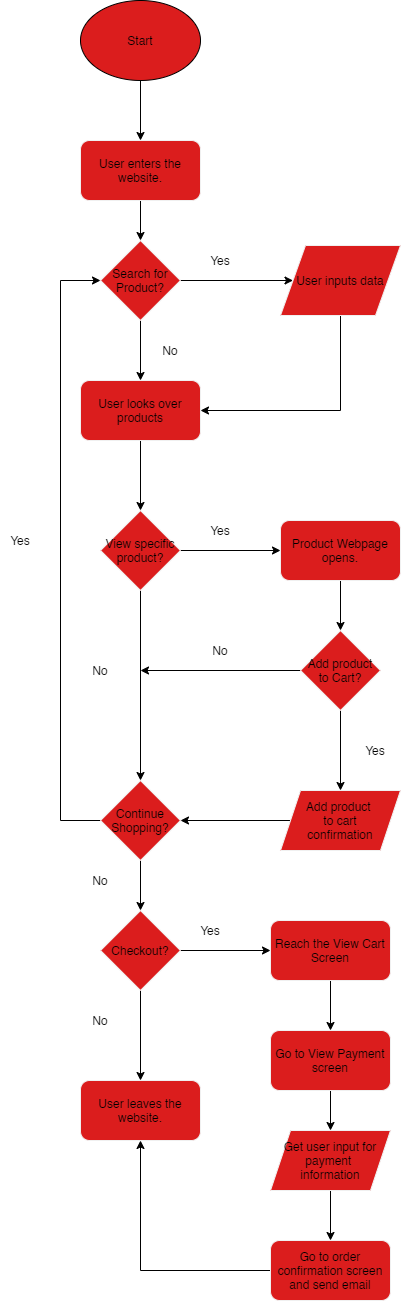 Start
User enters the
website.
Search for
Product?
Yes
User inputs data
No
User looks over
products
Yes
View specific
product?
Yes
Product Webpage
opens.
No
No
Add product
to Cart?
Yes
Continue
Shopping?
Add product
to cart
confirmation
No
Checkout?
Yes
Reach the View Cart
Screen
No
Go to View Payment
screen
User leaves the
website.
Get user input for
payment
information
Go to order
confirmation screen
and send email